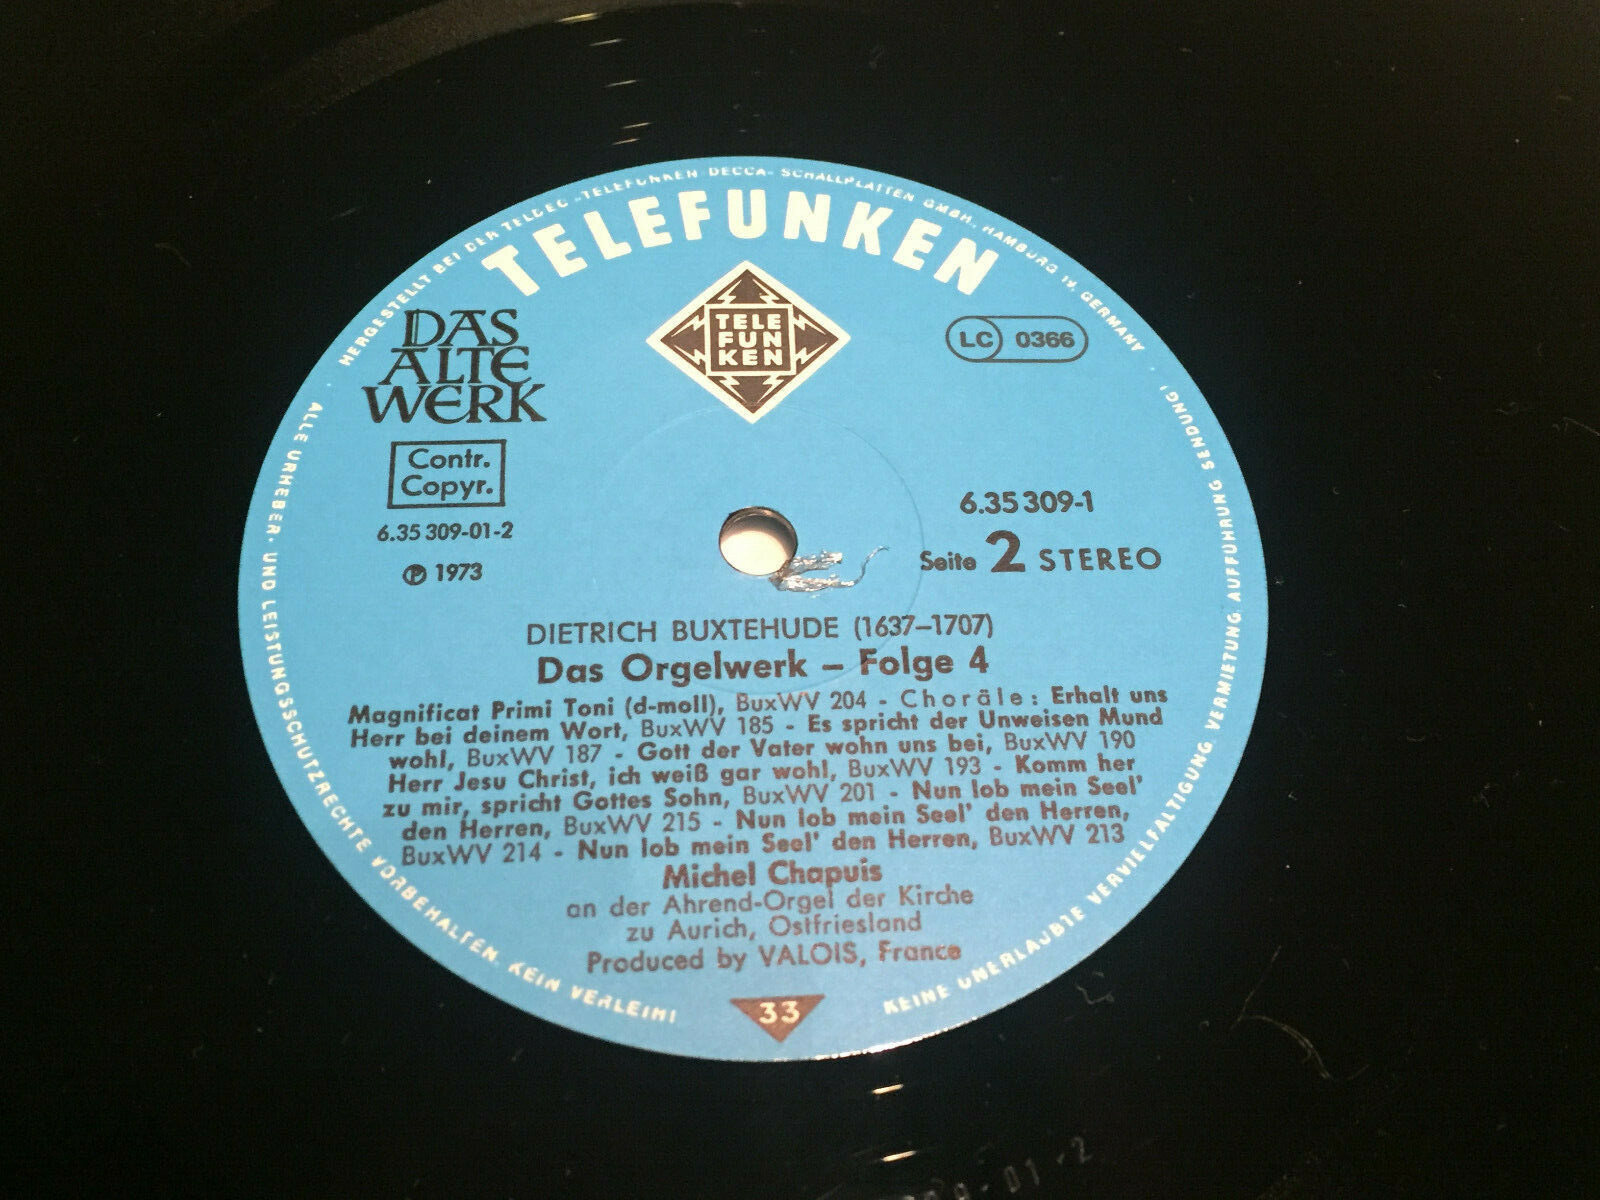 HERGESTELLT BEI DER TELDEC „TELEFUNKEN DECCA“ SCHALLPLATTEN GMBH., HAMBURG 19, GERMANY
TELEFUNKEN
TELE
FUN
KEN
DAS
ALTE
WERK
LC 0366
Contr.
Copyr.
6.35 309-01-2
℗ 1973
6.35 309-1
Seite 2 STEREO
DIETRICH BUXTEHUDE (1637–1707)
Das Orgelwerk – Folge 4
Magnificat Primi Toni (d-moll), BuxWV 204 - Choräle: Erhalt uns
Herr bei deinem Wort, BuxWV 185 - Es spricht der Unweisen Mund
wohl, BuxWV 187 - Gott der Vater wohn uns bei, BuxWV 190
Herr Jesu Christ, ich weiß gar wohl, BuxWV 193 - Komm her
zu mir, spricht Gottes Sohn, BuxWV 201 - Nun lob mein Seel'
den Herren, BuxWV 215 - Nun lob mein Seel' den Herren,
BuxWV 214 - Nun lob mein Seel' den Herren, BuxWV 213
Michel Chapuis
an der Ahrend-Orgel der Kirche
zu Aurich, Ostfriesland
Produced by VALOIS, France
33
ALLE URHEBER- UND LEISTUNGSSCHUTZRECHTE VORBEHALTEN. KEIN VERLEIH!
KEINE UNERLAUBTE VERVIELFÄLTIGUNG, VERMIETUNG, AUFFÜHRUNG, SENDUNG!
-01-2